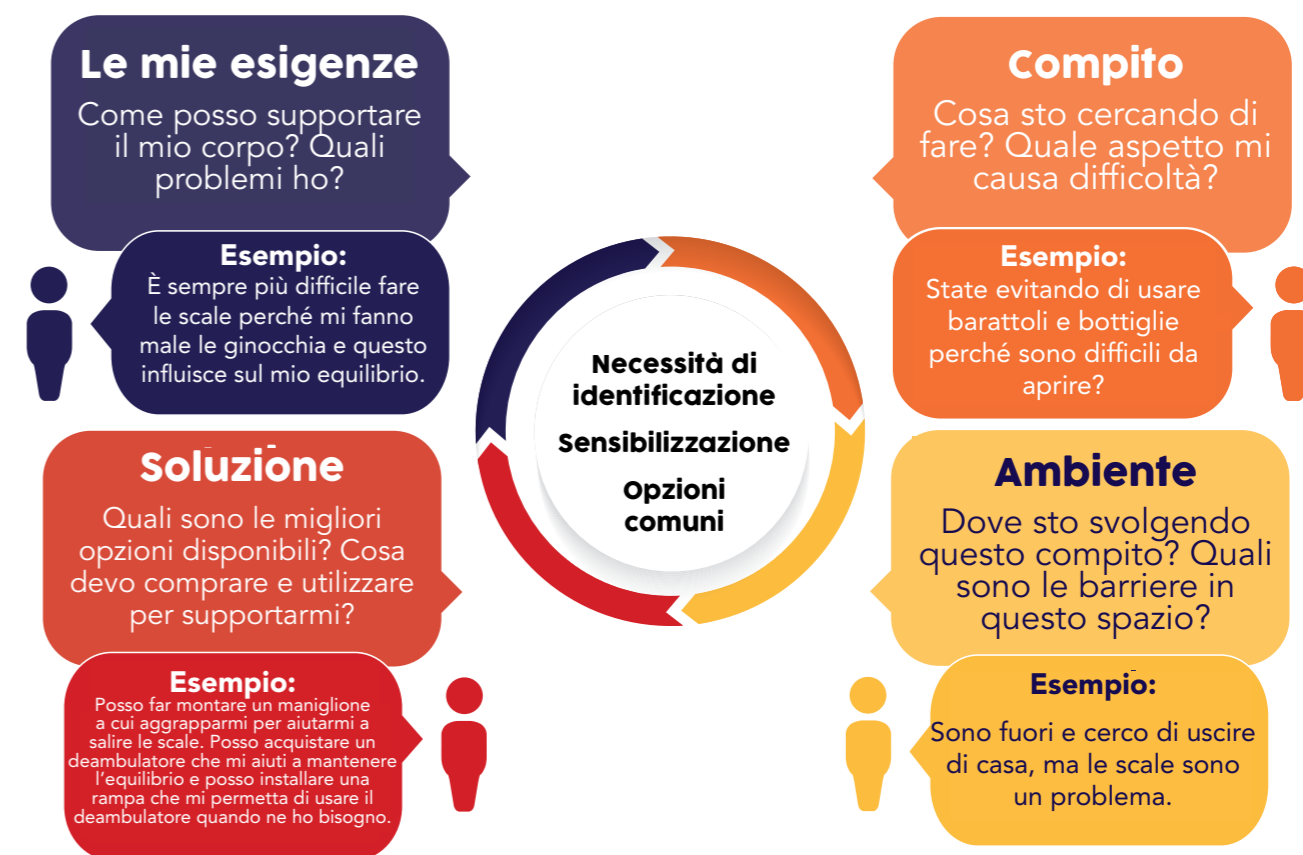 Le mie esigenze
Come posso supportare
il mio corpo? Quali
problemi ho?
Esempio:
È sempre più difficile fare
le scale perché mi fanno
male le ginocchia e questo
influisce sul mio equilibrio.
Compito
Cosa sto cercando di
fare? Quale aspetto mi
causa difficoltà?
Esempio:
State evitando di usare
barattoli e bottiglie
perché sono difficili da
aprire?
Necessità di
identificazione
Sensibilizzazione
Opzioni
comuni
Soluzione
Quali sono le migliori
opzioni disponibili? Cosa
devo comprare e utilizzare
per supportarmi?
Esempio:
Posso far montare un maniglione
a cui aggrapparmi per aiutarmi a
salire le scale. Posso acquistare un
deambulatore che mi aiuti a mantenere
l'equilibrio e posso installare una
rampa che mi permetta di usare il
deambulatore quando ne ho bisogno.
Ambiente
Dove sto svolgendo
questo compito? Quali
sono le barriere in
questo spazio?
Esempio:
Sono fuori e cerco di uscire
di casa, ma le scale sono
un problema.